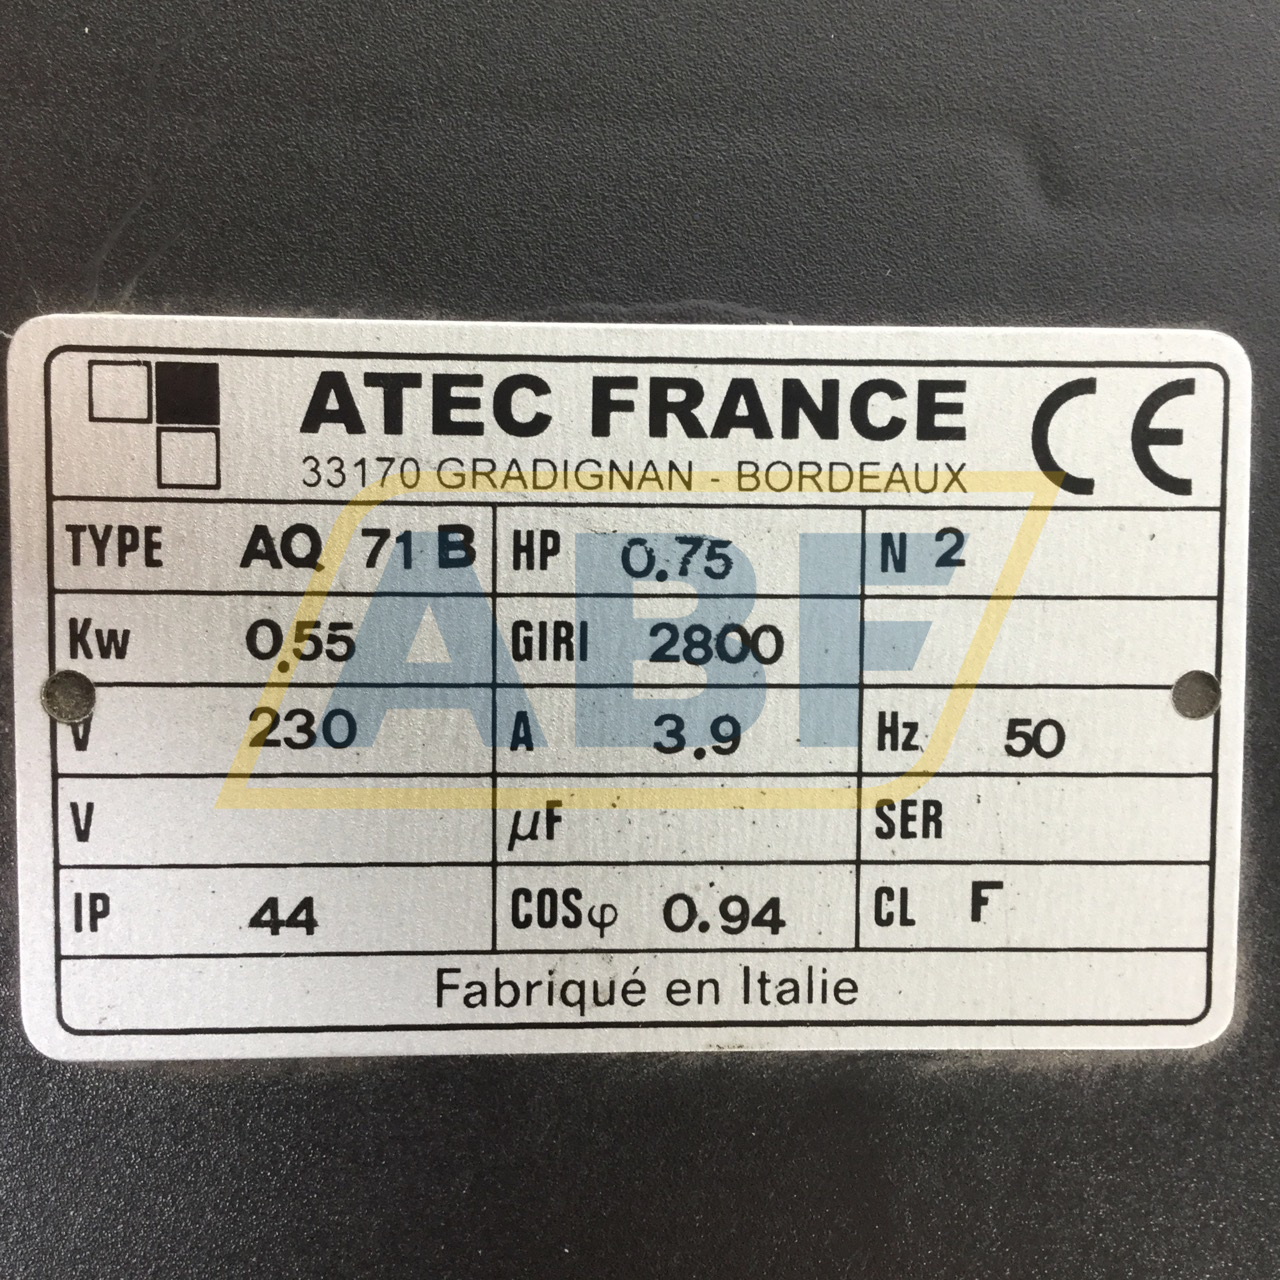 ATEC FRANCE CE
33170 GRADIGNAN - BORDEAUX
TYPE AQ 71 B HP 0.75 N 2
Kw 0.55 GIRI 2800
V 230 A 3.9 Hz 50
V µF SER
IP 44 COSφ 0.94 CL F
Fabriqué en Italie
ABF